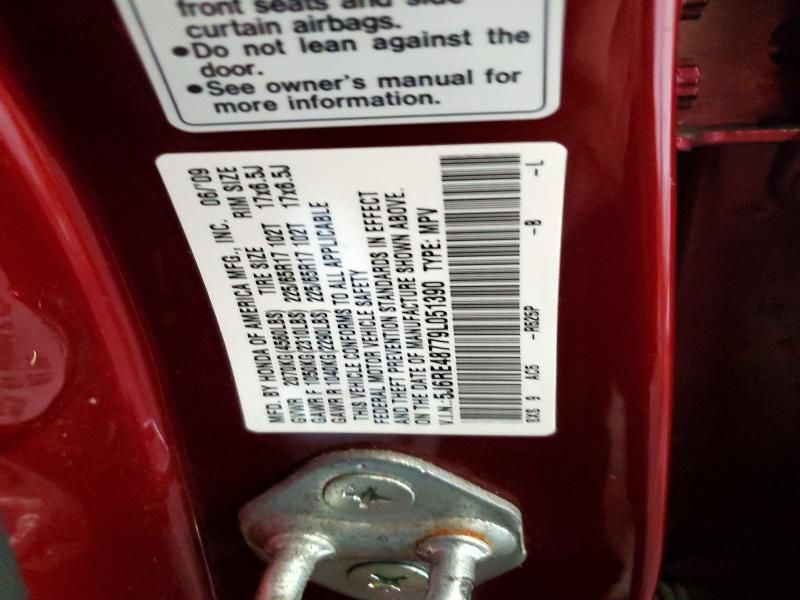 front seats and side
curtain airbags.
•Do not lean against the
door.
•See owner's manual for
more information.
MFD. BY HONDA OF AMERICA MFG., INC. 06/'09
GVWR 2070KG(4560LBS) TIRE SIZE RIM SIZE
GAWR F 1050KG(2310LBS) 225/65R17 102T 17x6.5J
GAWR R 1040KG(2290LBS) 225/65R17 102T 17x6.5J
THIS VEHICLE CONFORMS TO ALL APPLICABLE
FEDERAL MOTOR VEHICLE SAFETY
AND THEFT PREVENTION STANDARDS IN EFFECT
ON THE DATE OF MANUFACTURE SHOWN ABOVE.
V.I.N.:5J6RE48779L051390 TYPE: MPV
SXS 9 AC5 -R525P -B -L